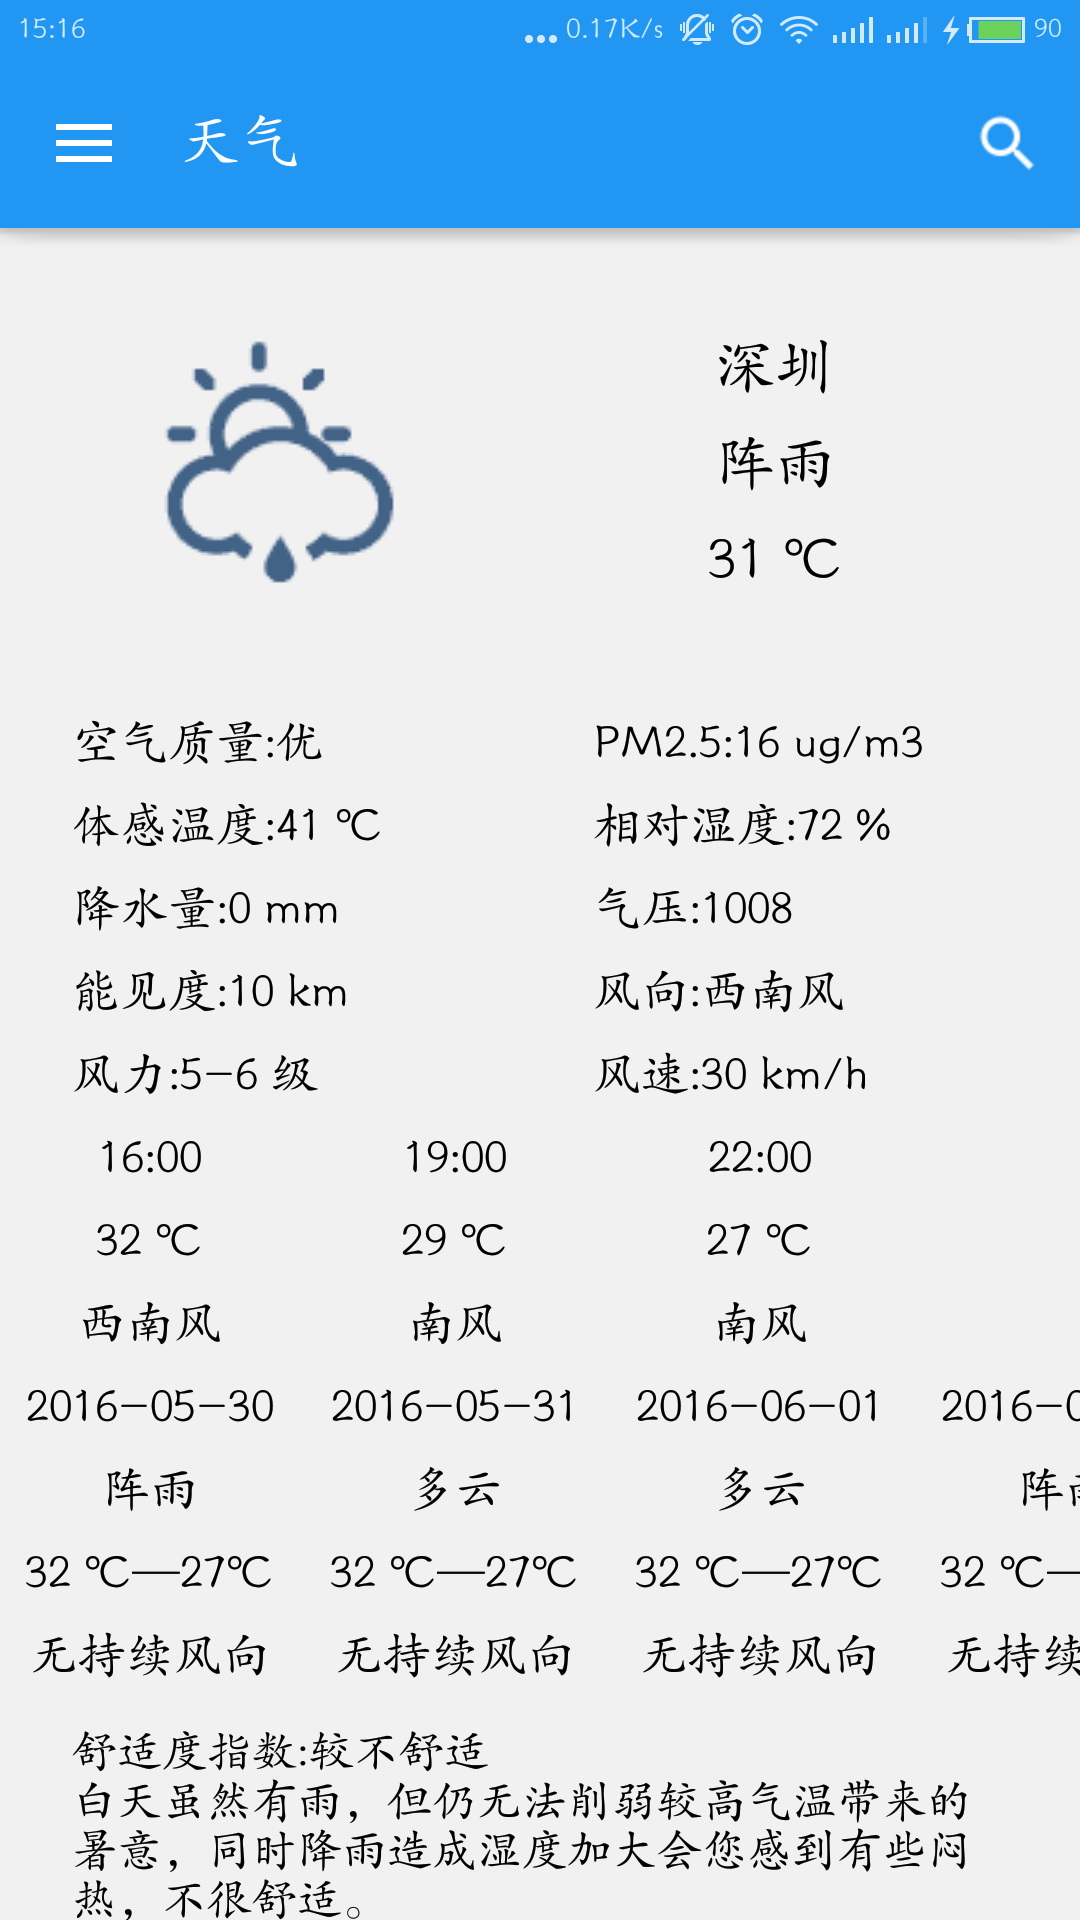 15:16 ... 0.17K/s 90
天气
深圳
阵雨
31 ℃
空气质量:优 PM2.5:16 ug/m3
体感温度:41 ℃ 相对湿度:72 %
降水量:0 mm 气压:1008
能见度:10 km 风向:西南风
风力:5-6 级 风速:30 km/h
16:00 19:00 22:00
32 ℃ 29 ℃ 27 ℃
西南风 南风 南风
2016-05-30 2016-05-31 2016-06-01 2016-0
阵雨 多云 多云 阵雨
32 ℃—27℃ 32 ℃—27℃ 32 ℃—27℃ 32 ℃—
无持续风向 无持续风向 无持续风向 无持续
舒适度指数:较不舒适
白天虽然有雨，但仍无法削弱较高气温带来的
暑意，同时降雨造成湿度加大会您感到有些闷
热，不很舒适。